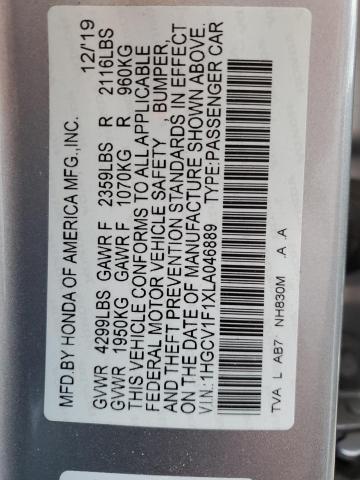 MFD.BY HONDA OF AMERICA MFG.,INC. 12/'19
GVWR 4299LBS GAWR F 2359LBS R 2116LBS
GVWR 1950KG GAWR F 1070KG R 960KG
THIS VEHICLE CONFORMS TO ALL APPLICABLE
FEDERAL MOTOR VEHICLE SAFETY, BUMPER,
AND THEFT PREVENTION STANDARDS IN EFFECT
ON THE DATE OF MANUFACTURE SHOWN ABOVE.
V.I.N.: 1HGCV1F1XLA046889 TYPE:PASSENGER CAR
TVA L AB7 NH830M .A .A